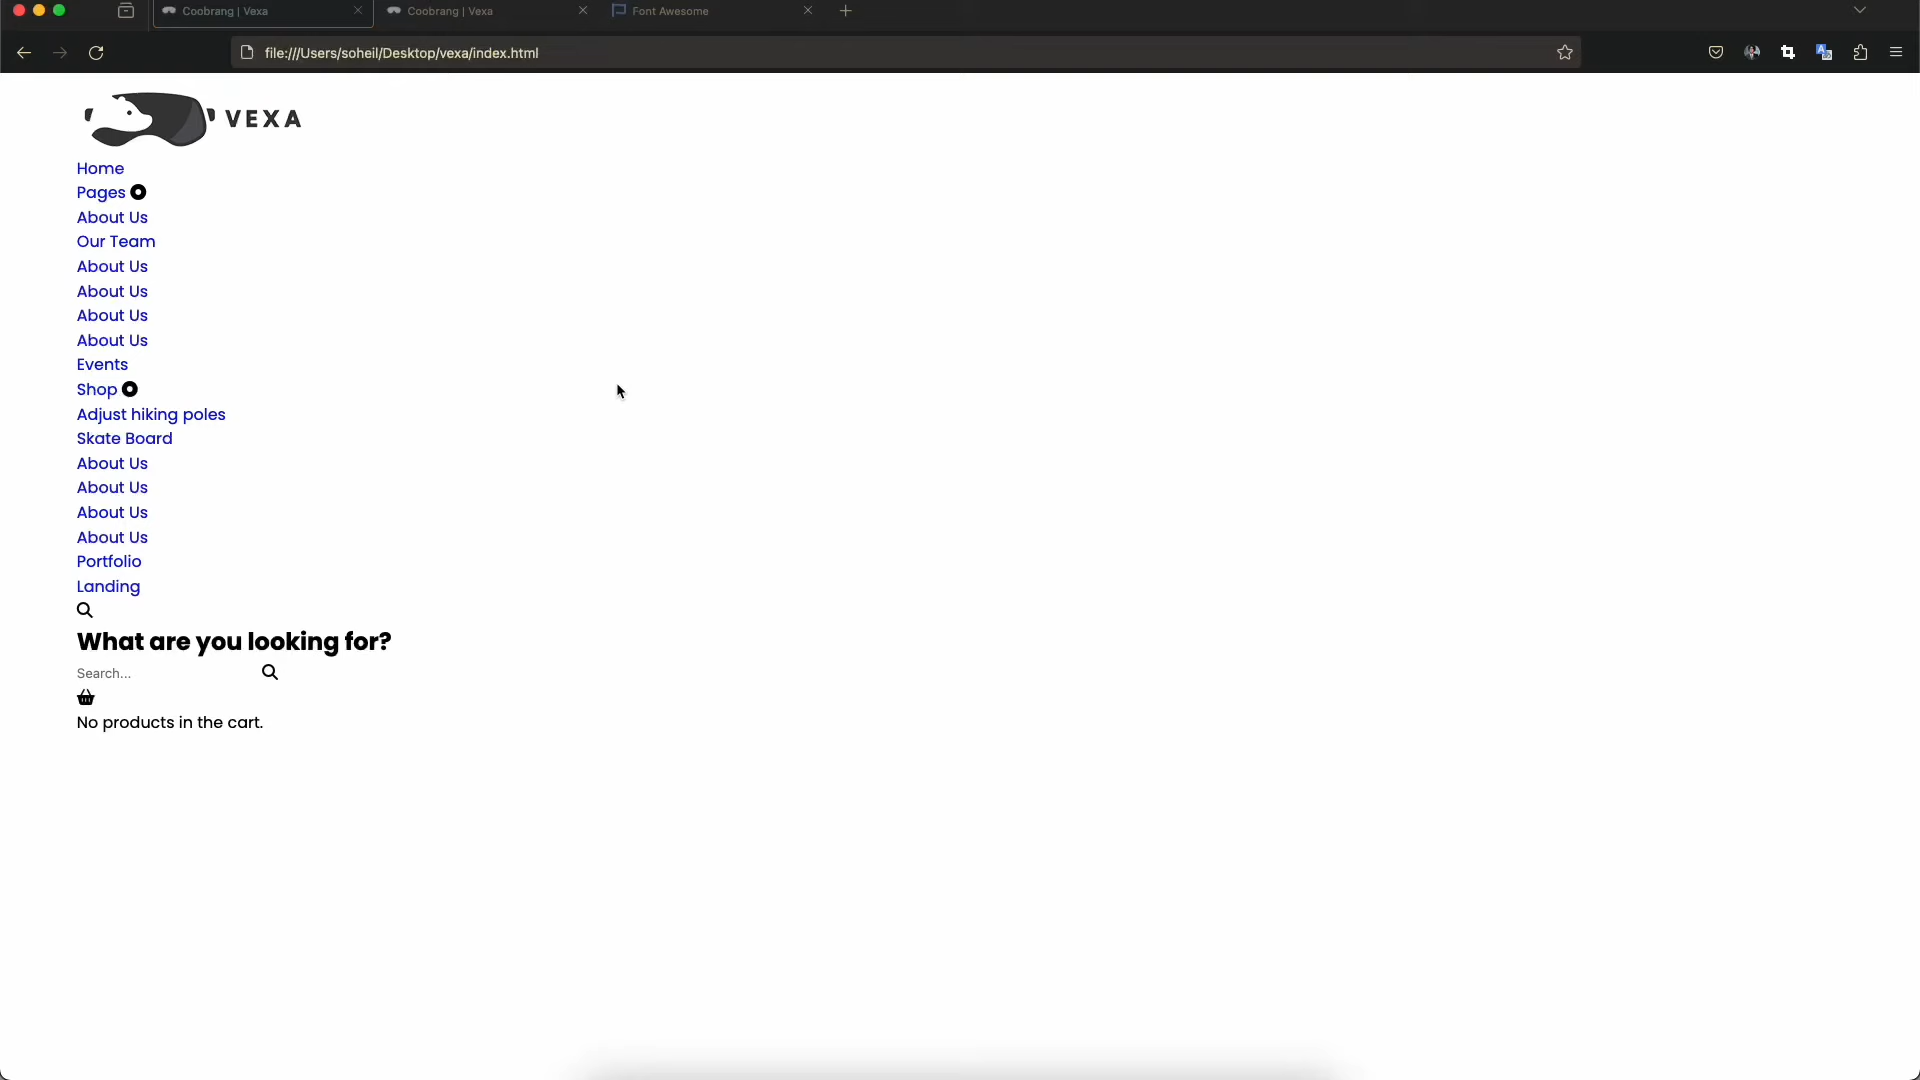 Coobrang | Vexa
Coobrang | Vexa
Font Awesome
file:///Users/soheil/Desktop/vexa/index.html
VEXA
Home
Pages
About Us
Our Team
About Us
About Us
About Us
About Us
Events
Shop
Adjust hiking poles
Skate Board
About Us
About Us
About Us
About Us
Portfolio
Landing
What are you looking for?
Search...
No products in the cart.